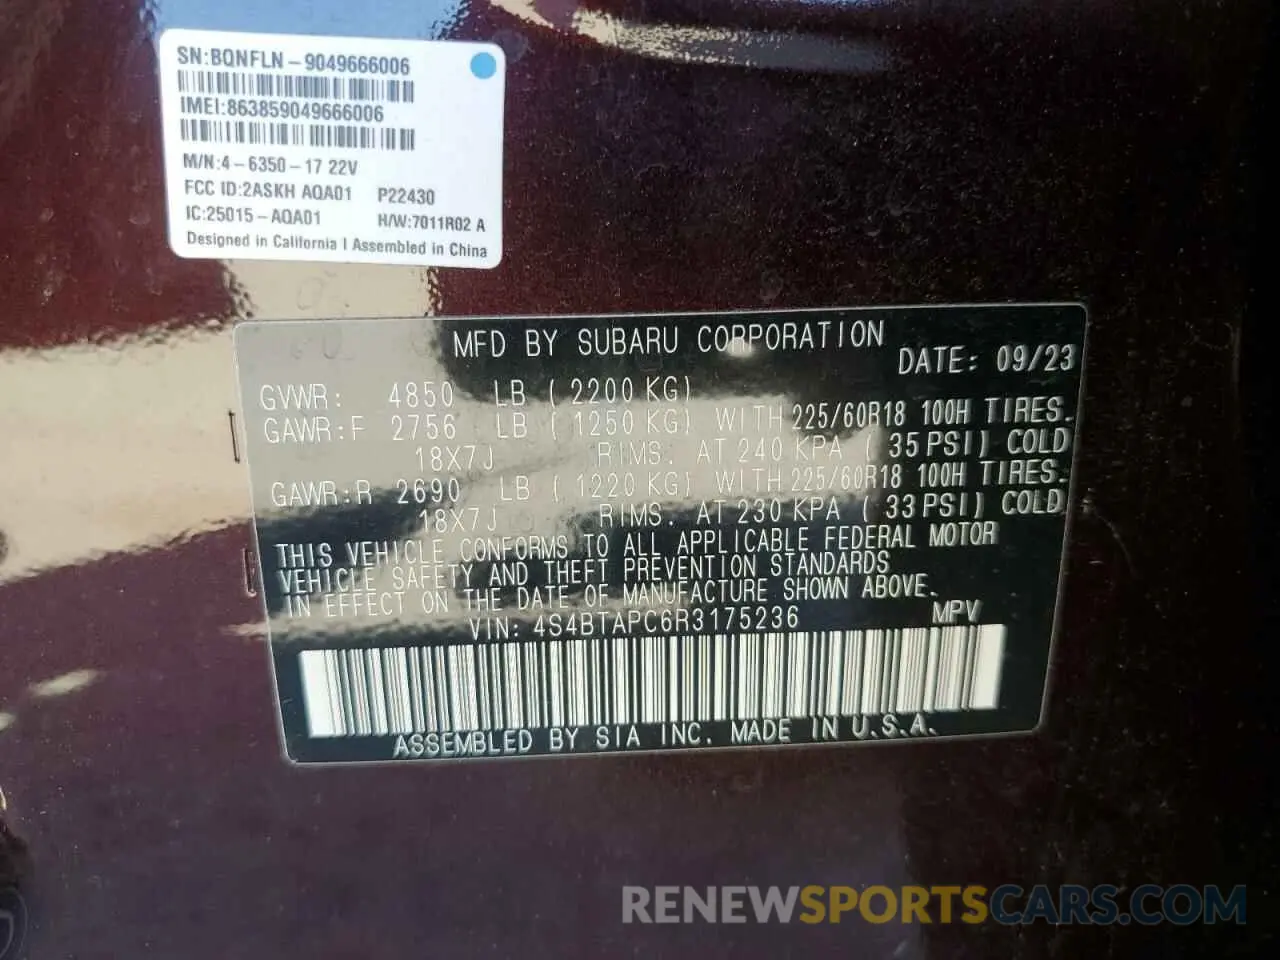 SN:BQNFLN-9049666006
IMEI:863859049666006
M/N:4-6350-17 22V
FCC ID:2ASKH AQA01 P22430
IC:25015-AQA01 H/W:7011R02 A
Designed in California I Assembled in China
MFD BY SUBARU CORPORATION
DATE: 09/23
GVWR: 4850 LB ( 2200 KG)
GAWR:F 2756 LB ( 1250 KG) WITH 225/60R18 100H TIRES.
18X7J RIMS. AT 240 KPA ( 35 PSI) COLD
GAWR:R 2690 LB ( 1220 KG) WITH 225/60R18 100H TIRES.
18X7J RIMS. AT 230 KPA ( 33 PSI) COLD
THIS VEHICLE CONFORMS TO ALL APPLICABLE FEDERAL MOTOR
VEHICLE SAFETY AND THEFT PREVENTION STANDARDS
IN EFFECT ON THE DATE OF MANUFACTURE SHOWN ABOVE.
VIN: 4S4BTAPC6R3175236 MPV
ASSEMBLED BY SIA INC. MADE IN U.S.A.
RENEWSPORTSCARS.COM